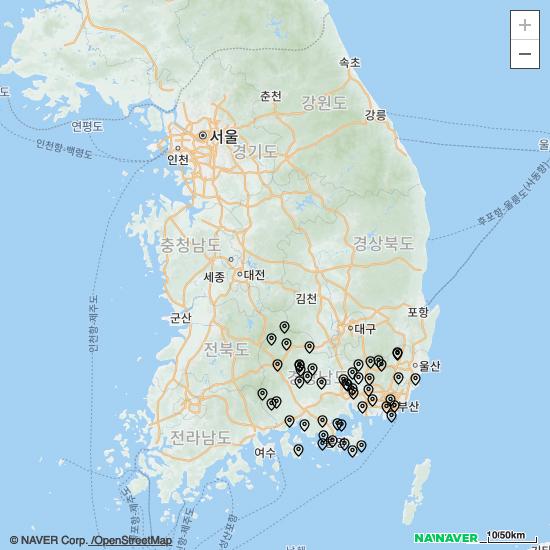 +
−
속초
춘천
강원도
강릉
도
연평도
서울
인천항-백령도
인천
경기도
울
후포항-울릉도(사동항)
충청남도
경상북도
세종
대전
김천
인천항-제주도
군산
포항
대구
전북도
울산
부산
전라남도
여수
© NAVER Corp. /OpenStreetMap
NA!NAVER
10/50km